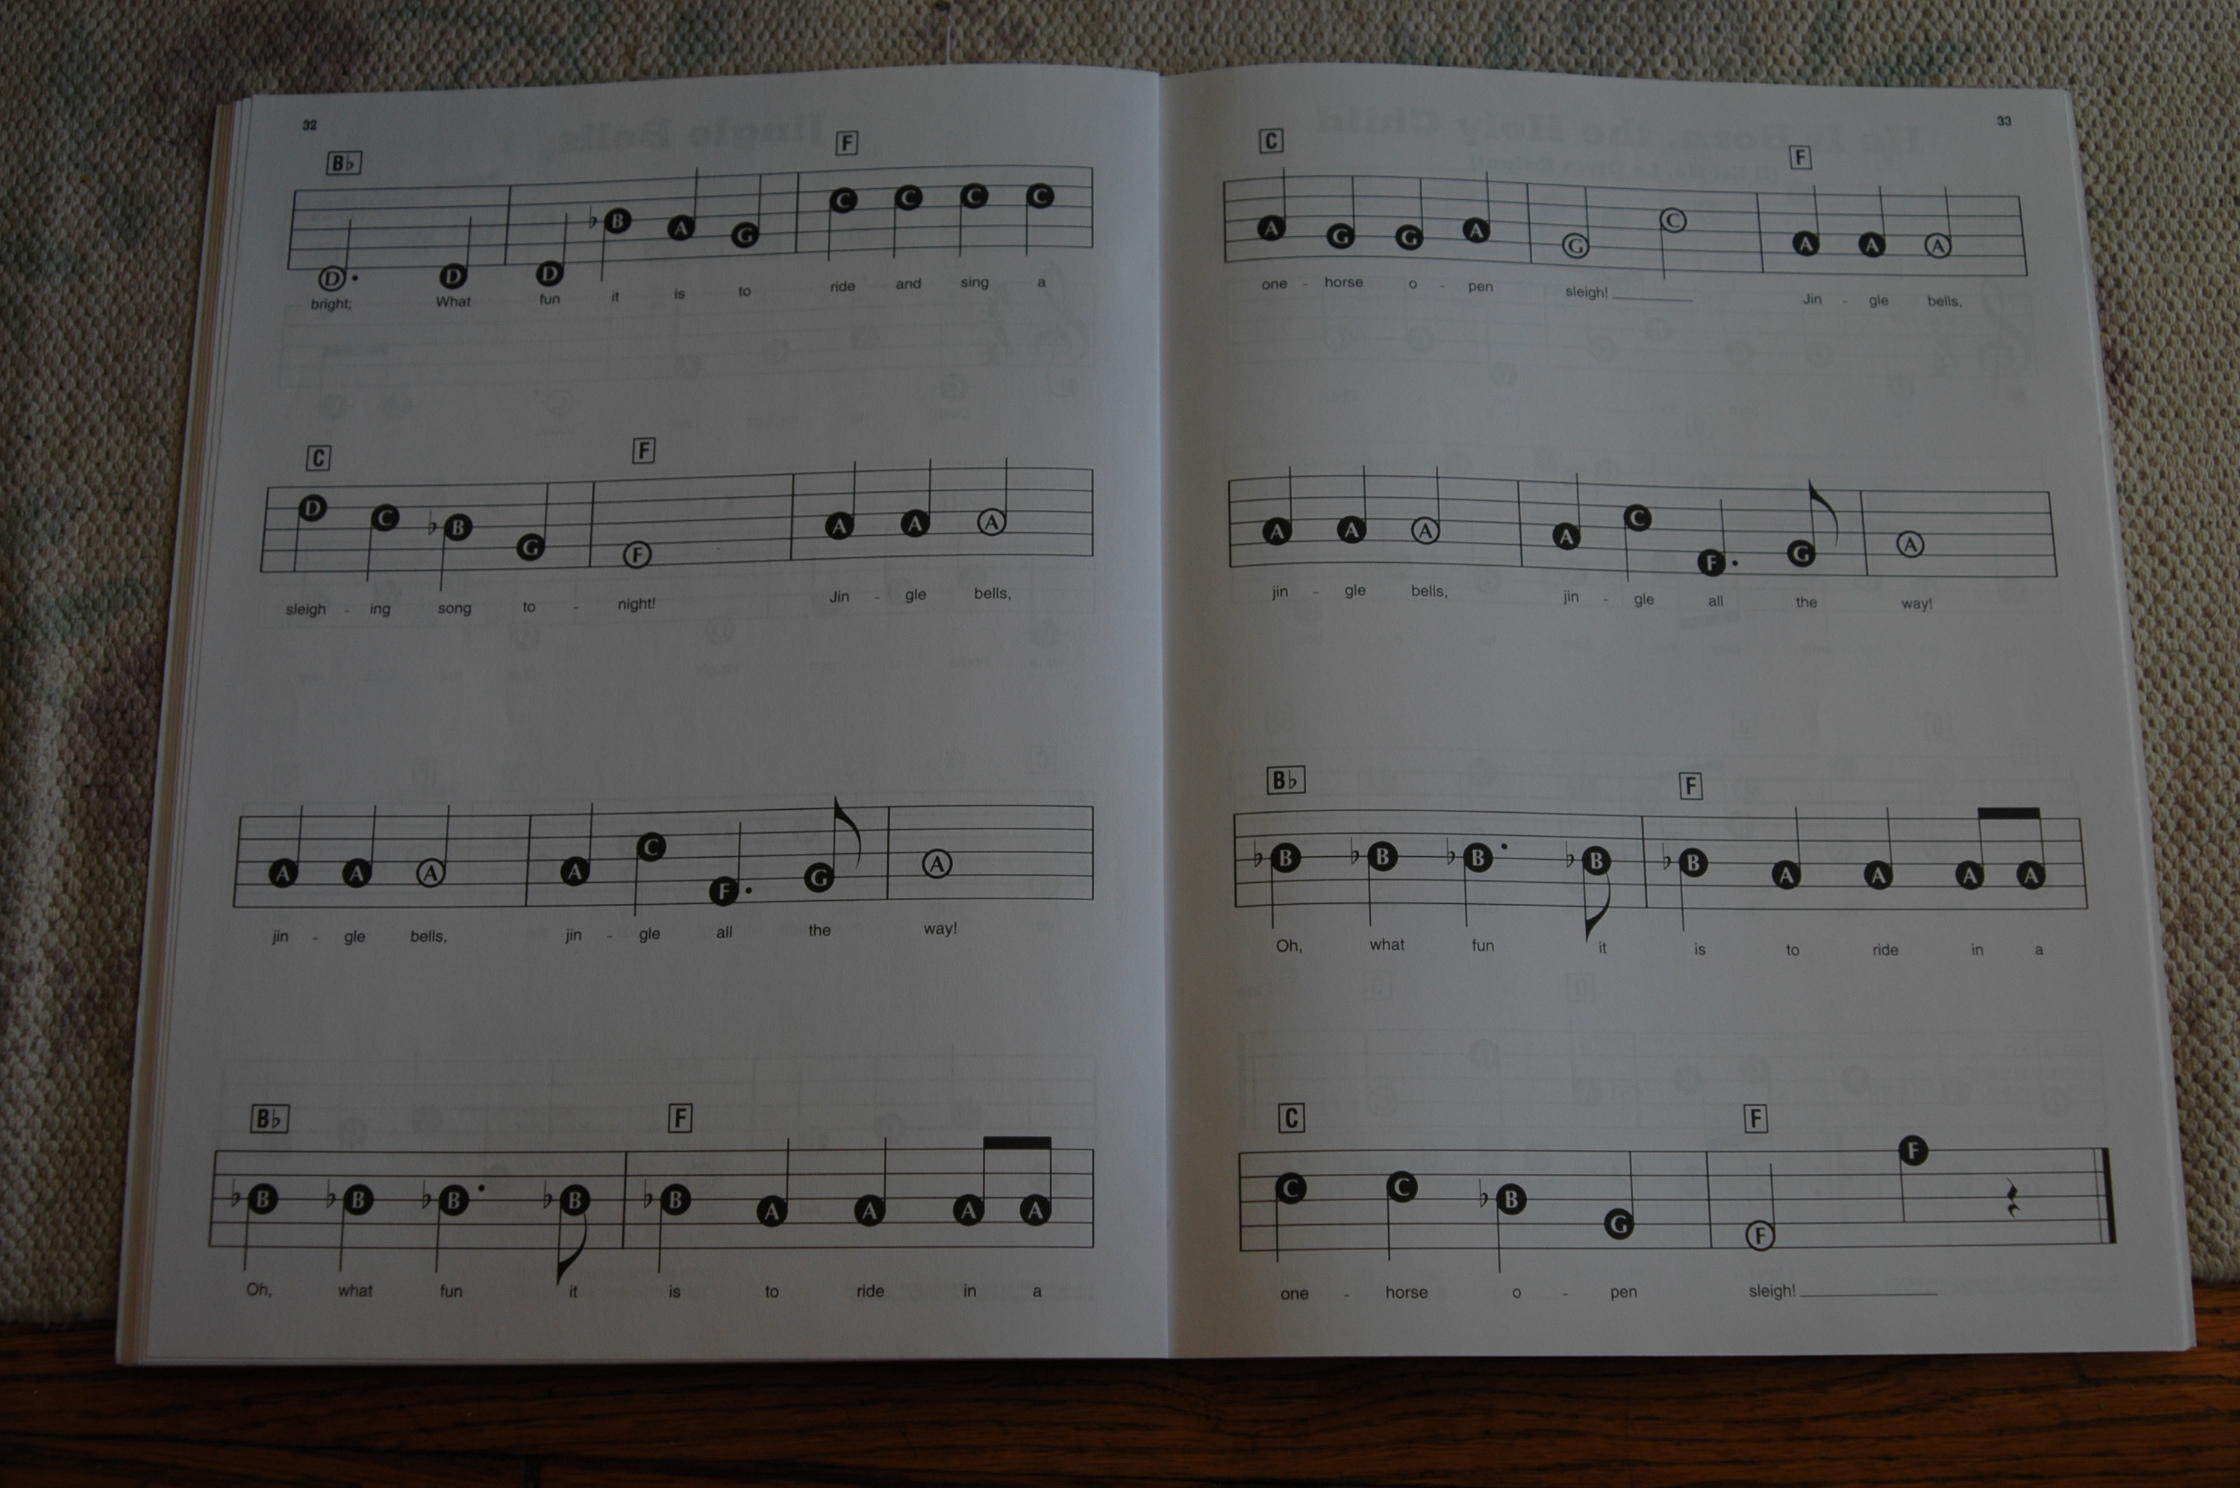 32
B♭ F
D D D ♭B A G C C C C
bright; What fun it is to ride and sing a
C F
D C ♭B G F A A A
sleigh - ing song to - night! Jin - gle bells,
A A A A C F G A
jin - gle bells, jin - gle all the way!
B♭ F
♭B ♭B ♭B ♭B ♭B A A A A
Oh, what fun it is to ride in a
33
C F
A G G A G C A A A
one - horse o - pen sleigh! Jin - gle bells,
A A A A C F G A
jin - gle bells, jin - gle all the way!
B♭ F
♭B ♭B ♭B ♭B ♭B A A A A
Oh, what fun it is to ride in a
C F
C C ♭B G F F
one - horse o - pen sleigh!